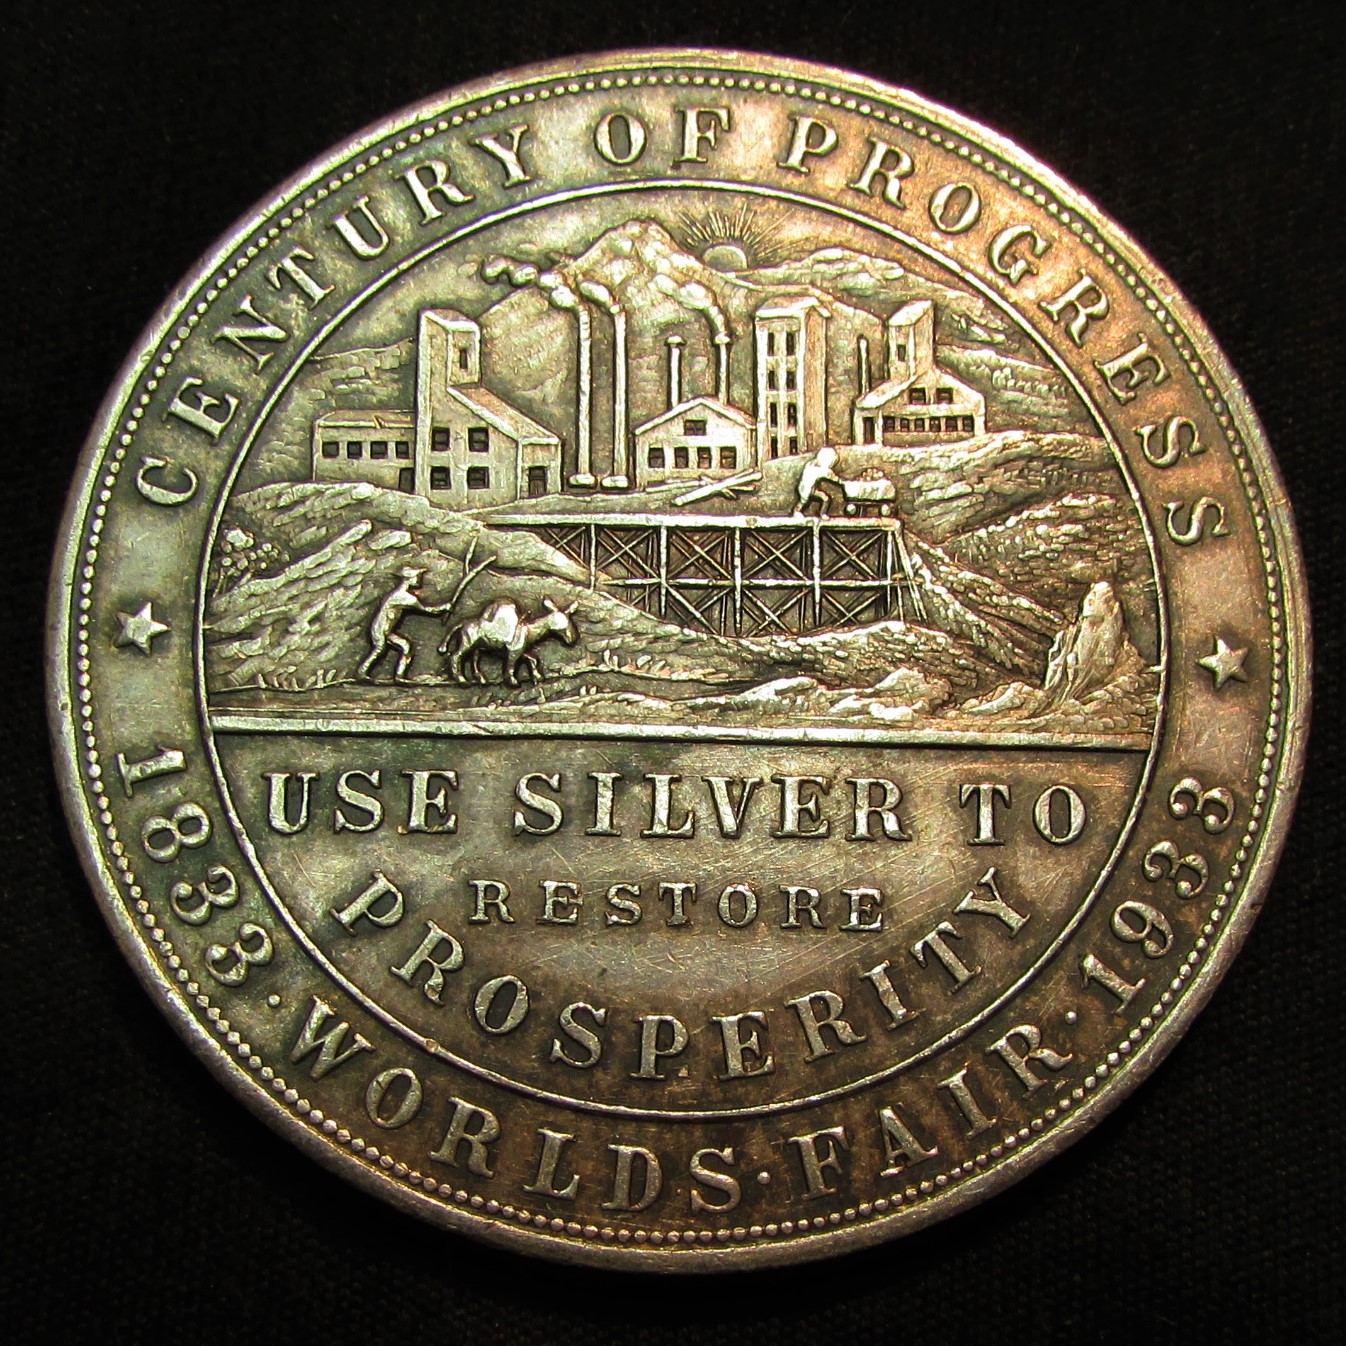 CENTURY OF PROGRESS
USE SILVER TO
RESTORE
PROSPERITY
1833 · WORLDS · FAIR · 1933